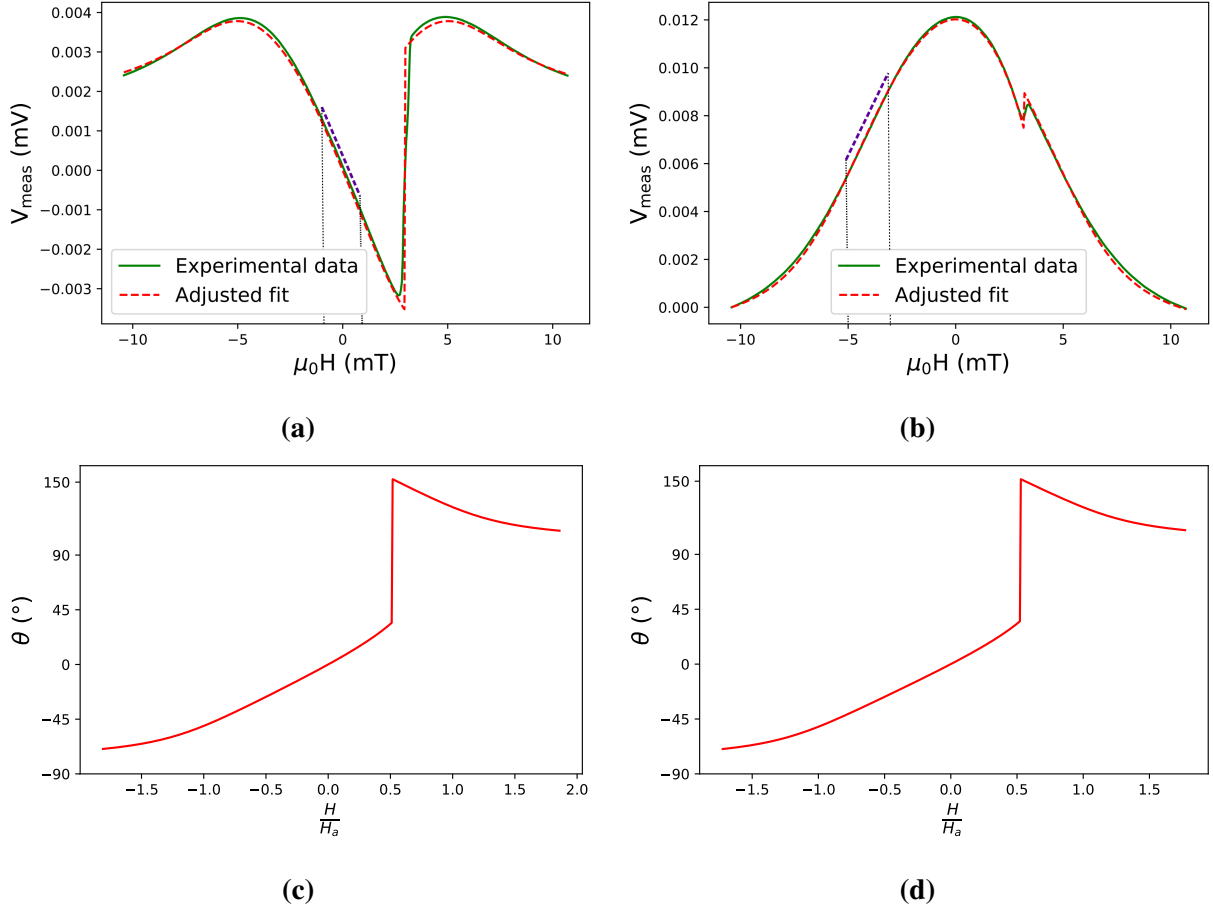 0.004
0.003
0.002
0.001
0.000
−0.001
−0.002
−0.003
V_meas (mV)
Experimental data
Adjusted fit
−10
−5
0
5
10
μ₀H (mT)
(a)
0.012
0.010
0.008
0.006
0.004
0.002
0.000
V_meas (mV)
Experimental data
Adjusted fit
−10
−5
0
5
10
μ₀H (mT)
(b)
150
90
45
0
−45
−90
θ (°)
−1.5
−1.0
−0.5
0.0
0.5
1.0
1.5
2.0
H
H_a
(c)
150
90
45
0
−45
−90
θ (°)
−1.5
−1.0
−0.5
0.0
0.5
1.0
1.5
H
H_a
(d)